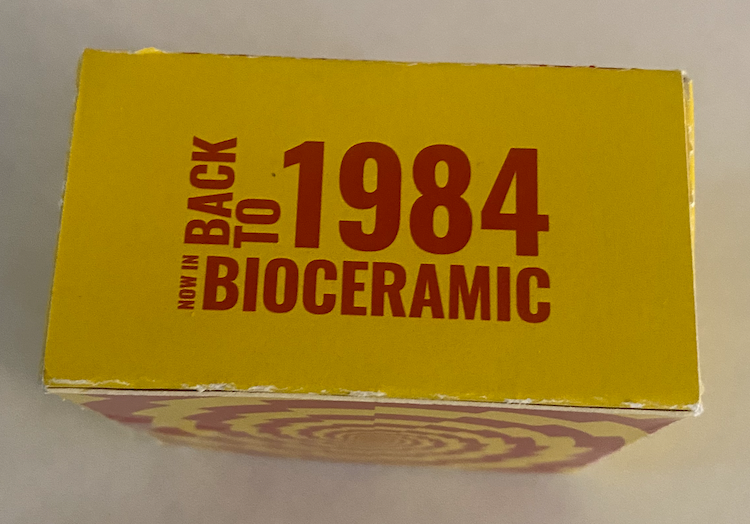 BACK
TO
1984
NOW IN
BIOCERAMIC